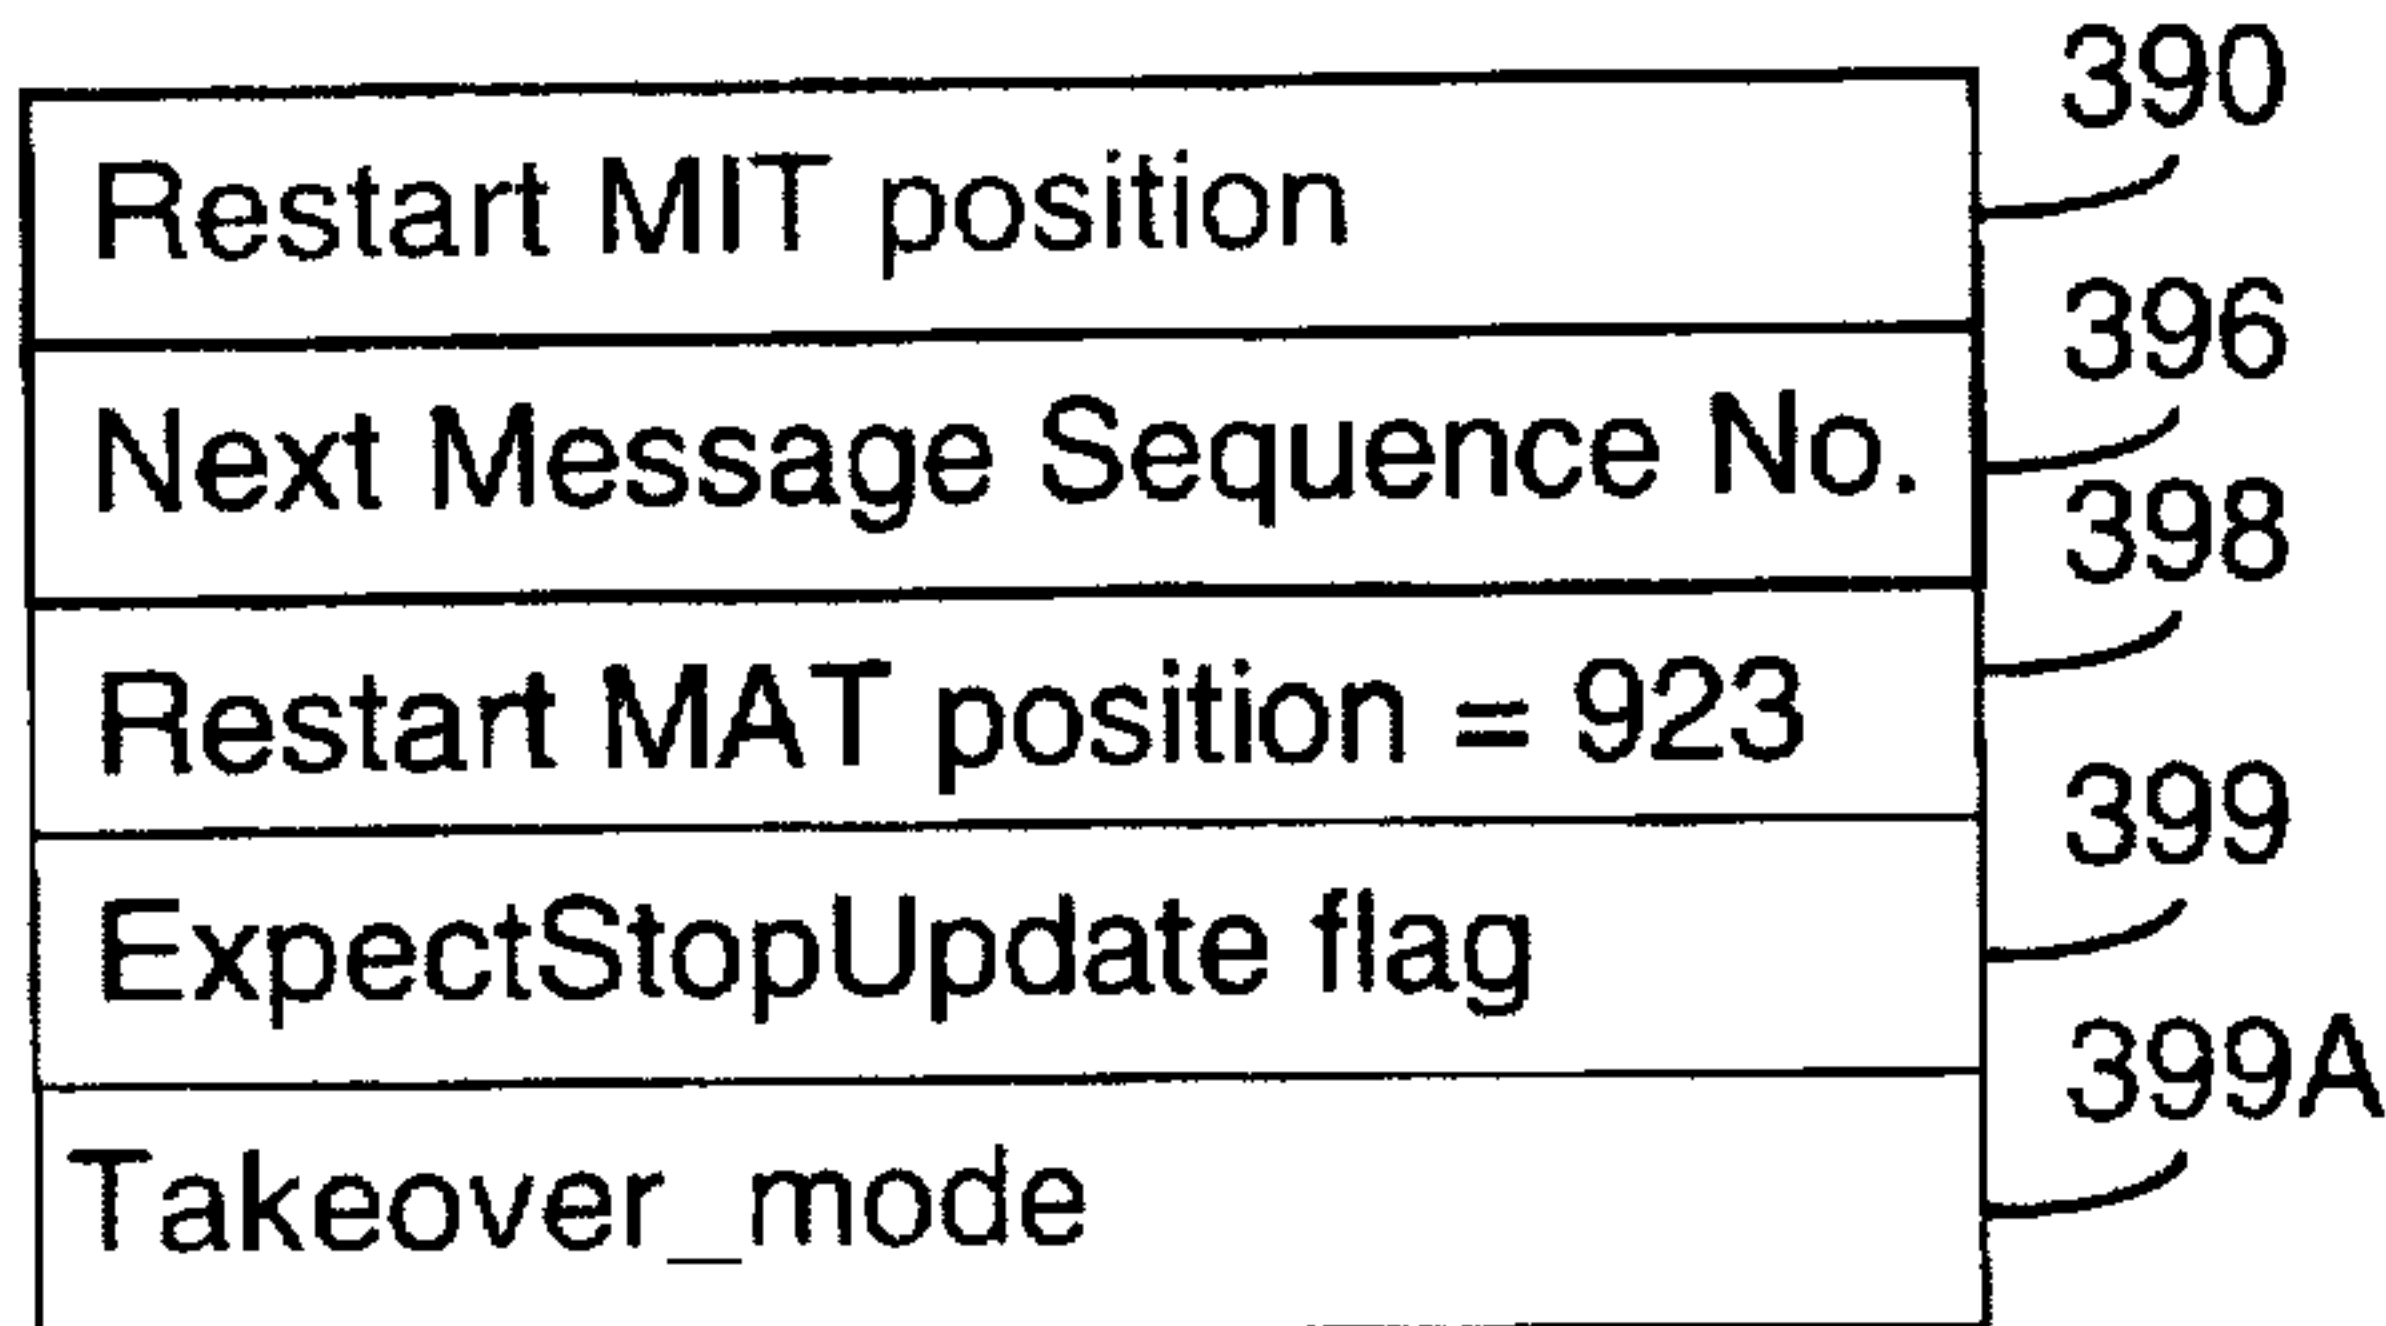 390
Restart MIT position
396
Next Message Sequence No.
398
Restart MAT position = 923
399
ExpectStopUpdate flag
399A
Takeover_mode